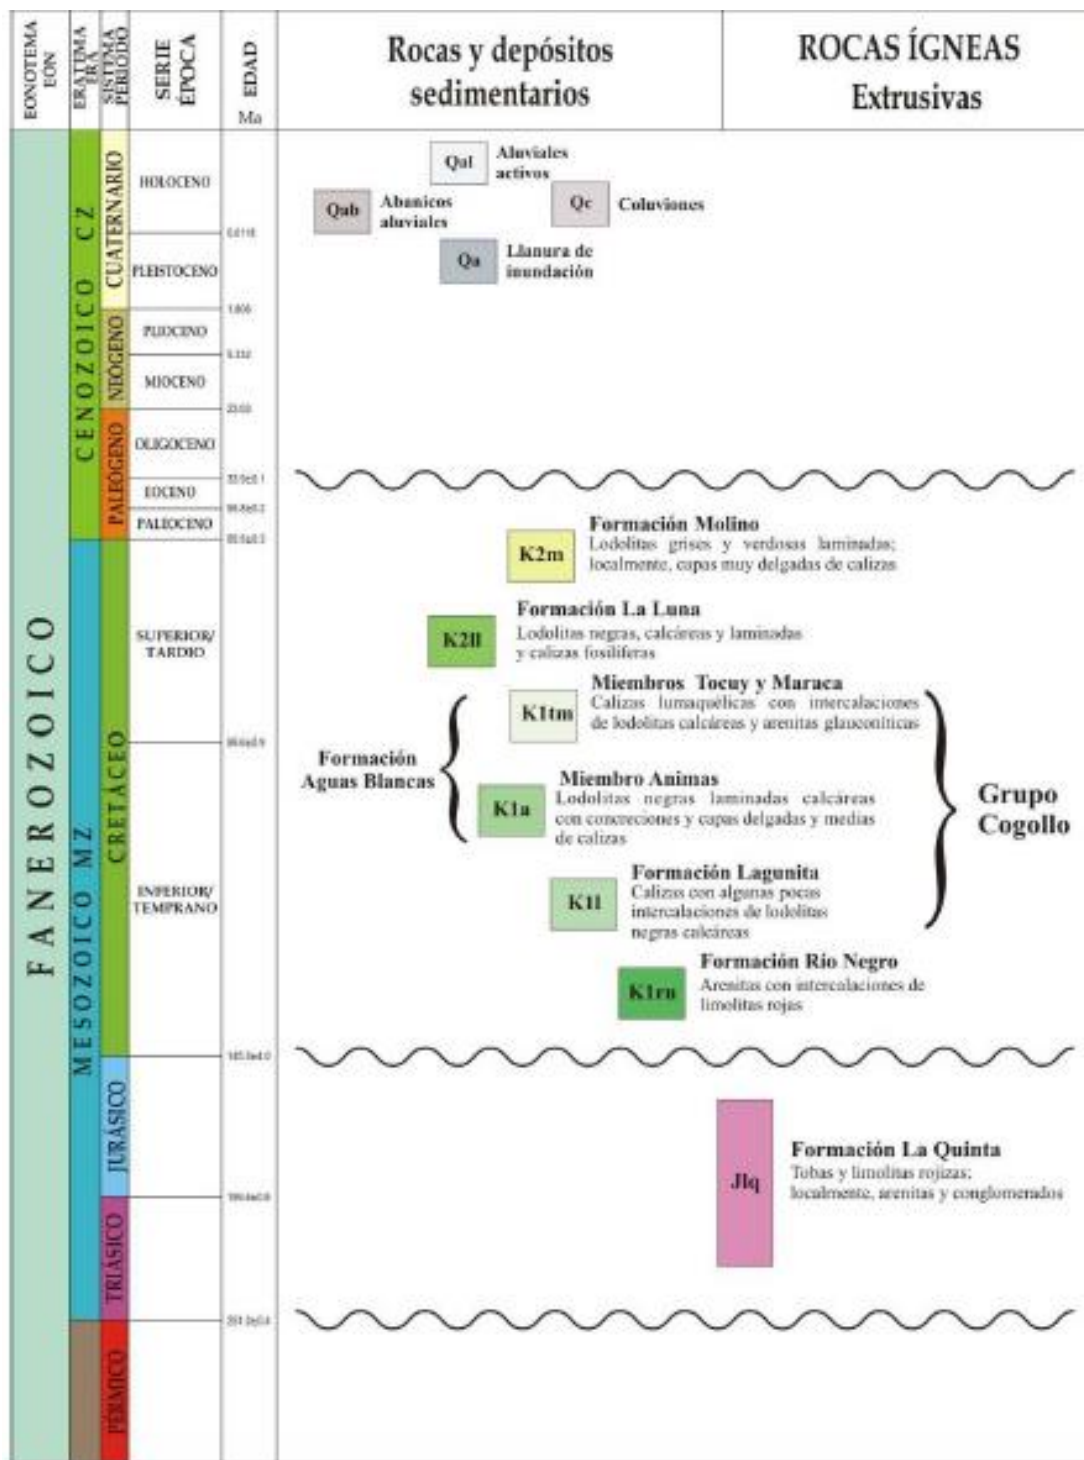 EONOTEMA
EON
ERATEMA
ERA
SISTEMA
PERÍODO
SERIE
ÉPOCA
EDAD
Ma
Rocas y depósitos
sedimentarios
ROCAS ÍGNEAS
Extrusivas
FANEROZOICO
CENOZOICO CZ
MESOZOICO MZ
CUATERNARIO
NEÓGENO
PALEÓGENO
CRETÁCEO
JURÁSICO
TRIÁSICO
PÉRMICO
HOLOCENO
PLEISTOCENO
PLIOCENO
MIOCENO
OLIGOCENO
EOCENO
PALEOCENO
SUPERIOR/
TARDIO
INFERIOR/
TEMPRANO
Qal
Aluviales
activos
Qab
Abanicos
aluviales
Qc
Coluviones
Qa
Llanura de
inundación
K2m
Formación Molino
Lodolitas grises y verdosas laminadas;
localmente, capas muy delgadas de calizas
K2ll
Formación La Luna
Lodolitas negras, calcáreas y laminadas
y calizas fosilíferas
K1tm
Miembros Tocuy y Maraca
Calizas lumaquélicas con intercalaciones
de lodolitas calcáreas y arenitas glauconíticas
Formación
Aguas Blancas
K1a
Miembro Animas
Lodolitas negras laminadas calcáreas
con concreciones y capas delgadas y medias
de calizas
Grupo
Cogollo
K1l
Formación Lagunita
Calizas con algunas pocas
intercalaciones de lodolitas
negras calcáreas
K1rn
Formación Río Negro
Arenitas con intercalaciones de
limolitas rojas
Jlq
Formación La Quinta
Tobas y limolitas rojizas;
localmente, arenitas y conglomerados